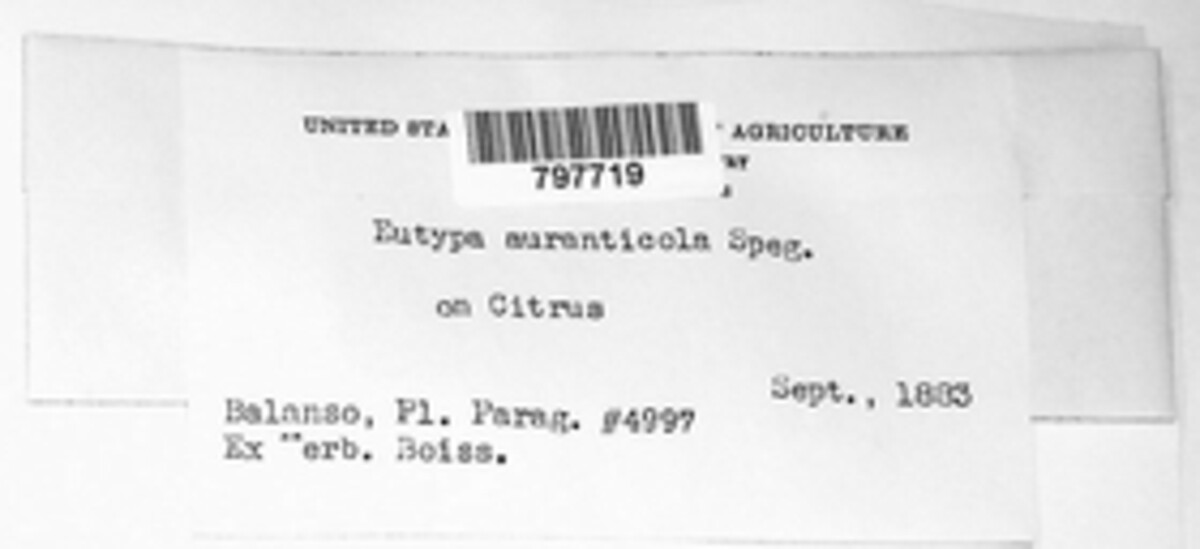 UNITED STA AGRICULTURE
797719
Eutypa auranticola Speg.
on Citrus
Sept., 1883
Balanso, Pl. Parag. #4997
Ex erb. Boiss.